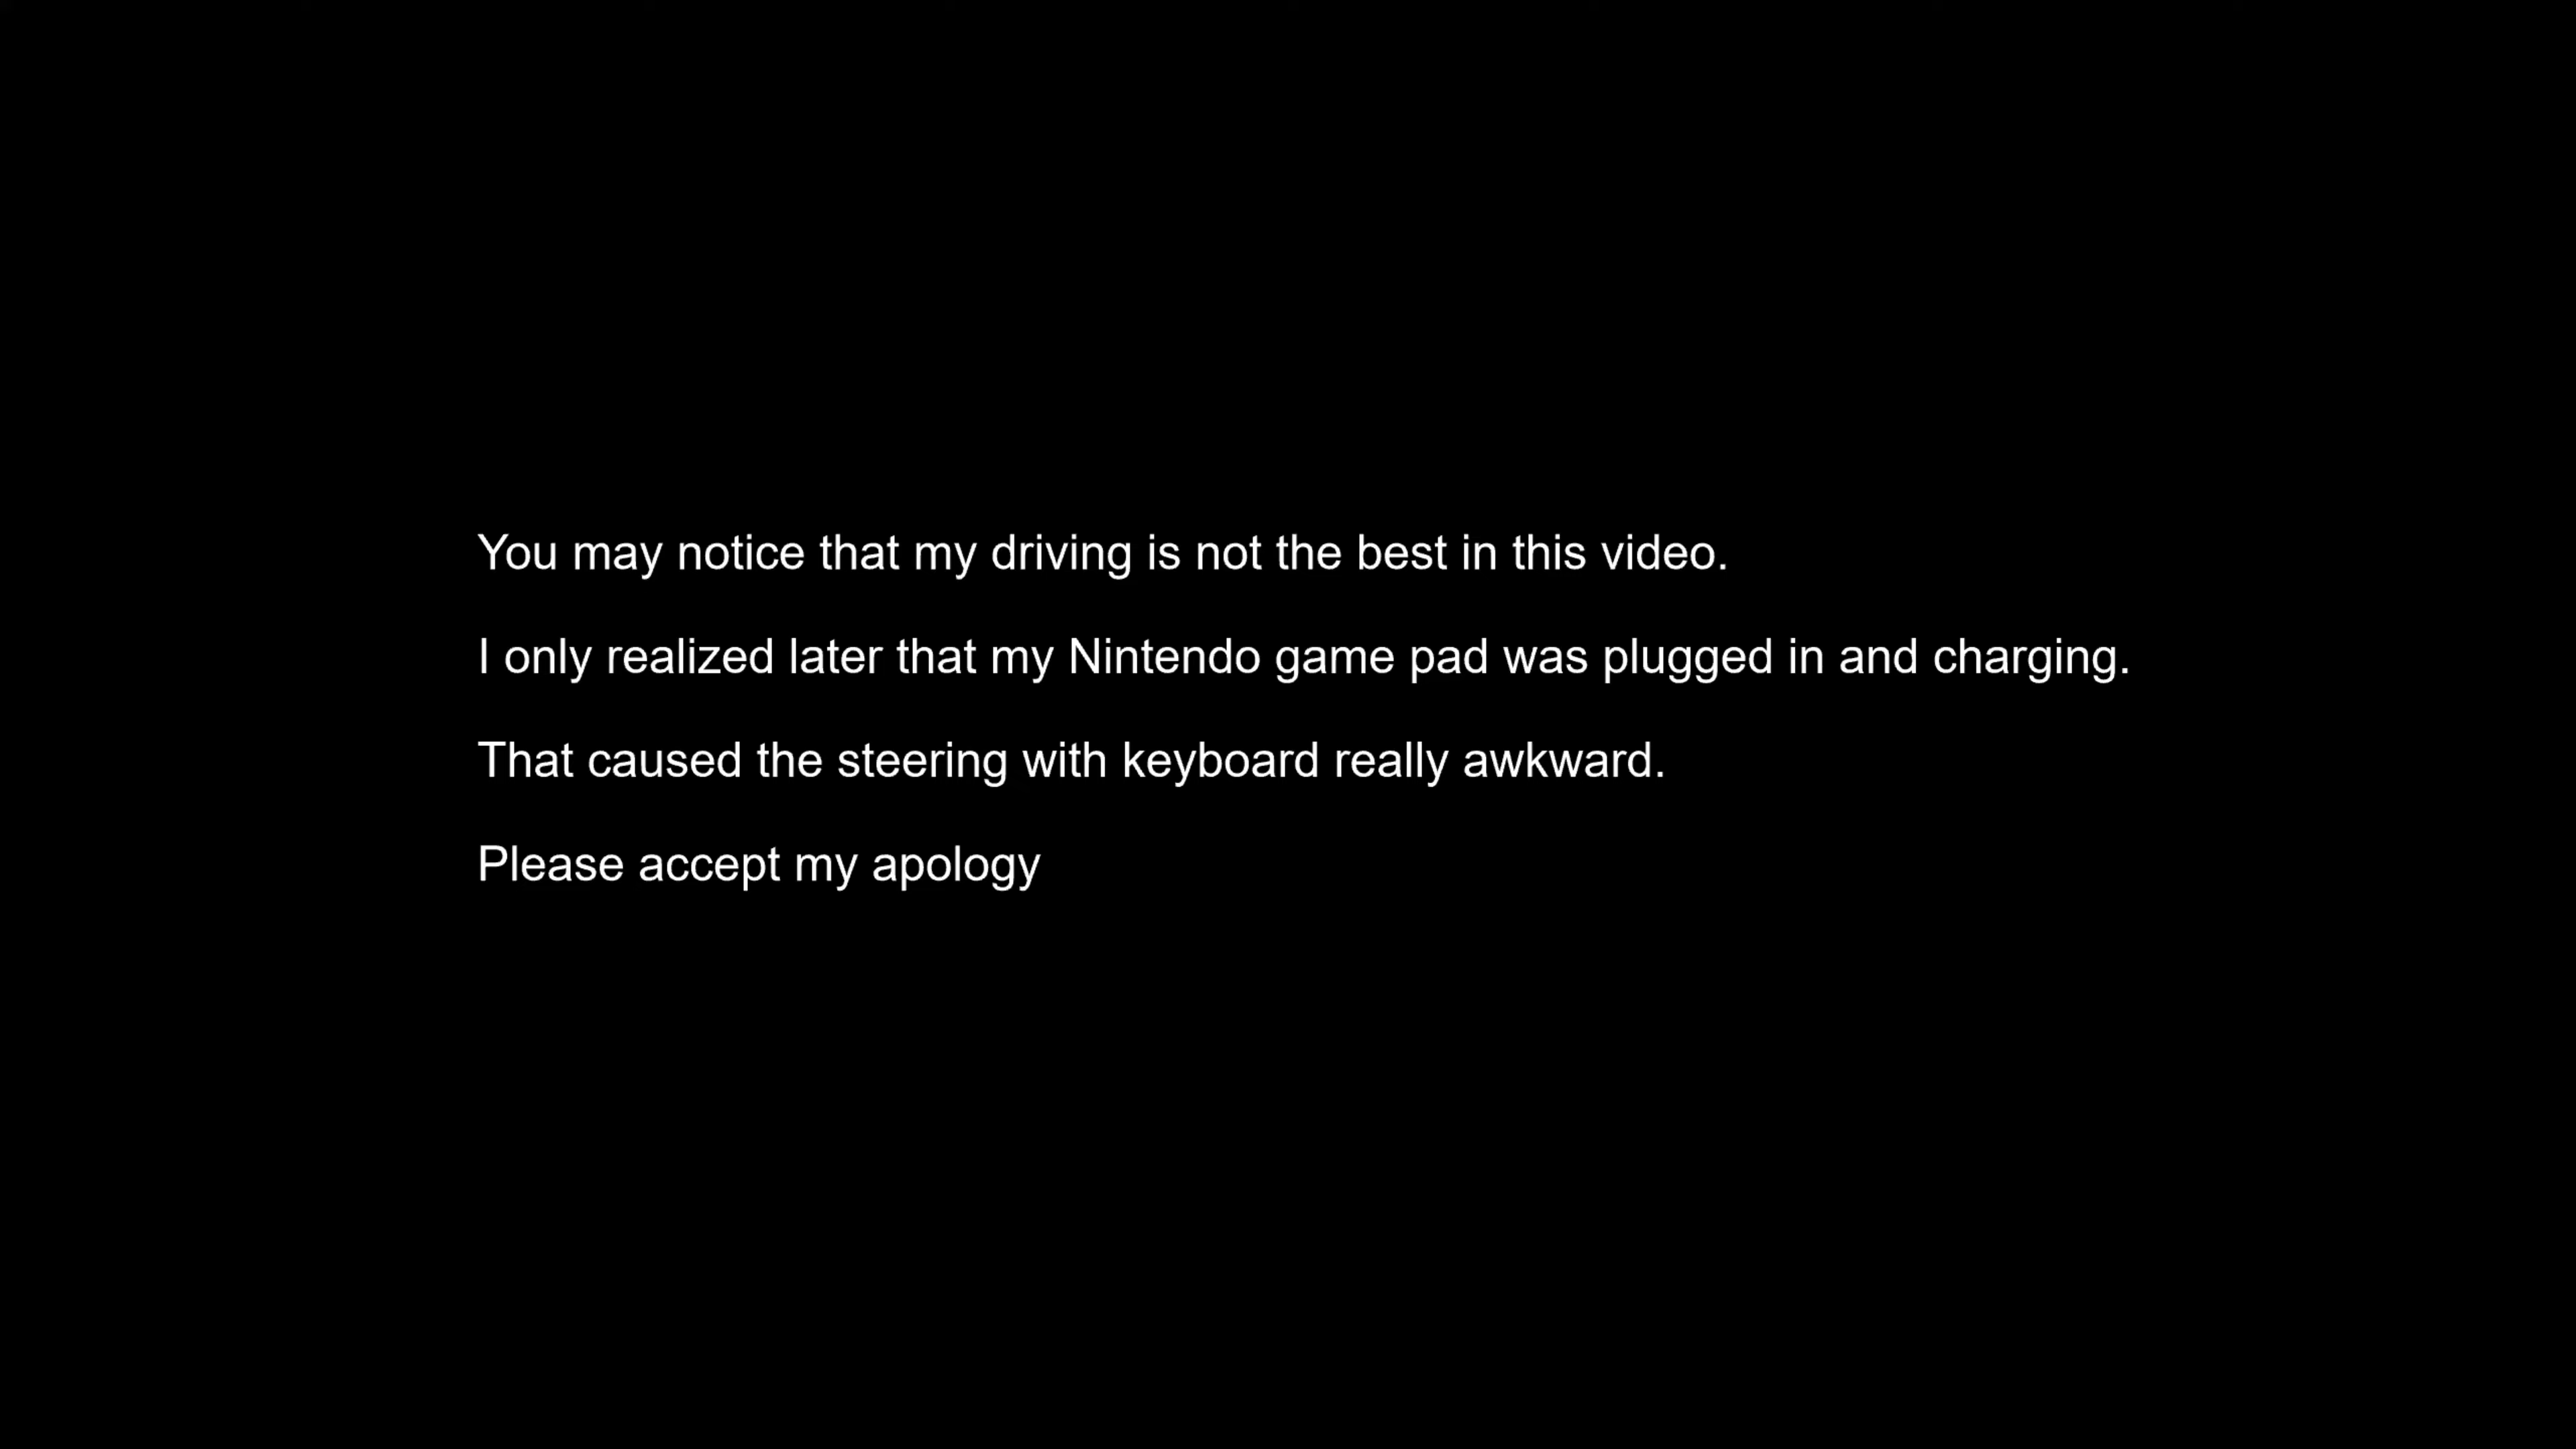 You may notice that my driving is not the best in this video.
I only realized later that my Nintendo game pad was plugged in and charging.
That caused the steering with keyboard really awkward.
Please accept my apology